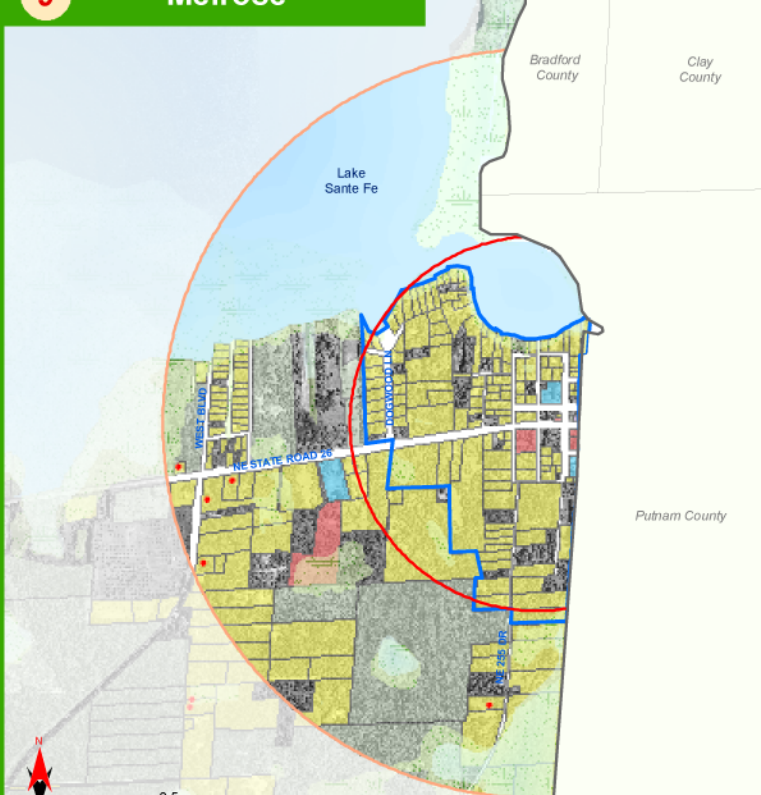 Bradford
County
Clay
County
Lake
Sante Fe
DOGWOOD LN
WEST BLVD
NE STATE ROAD 26
Putnam County
NE 255 DR
N